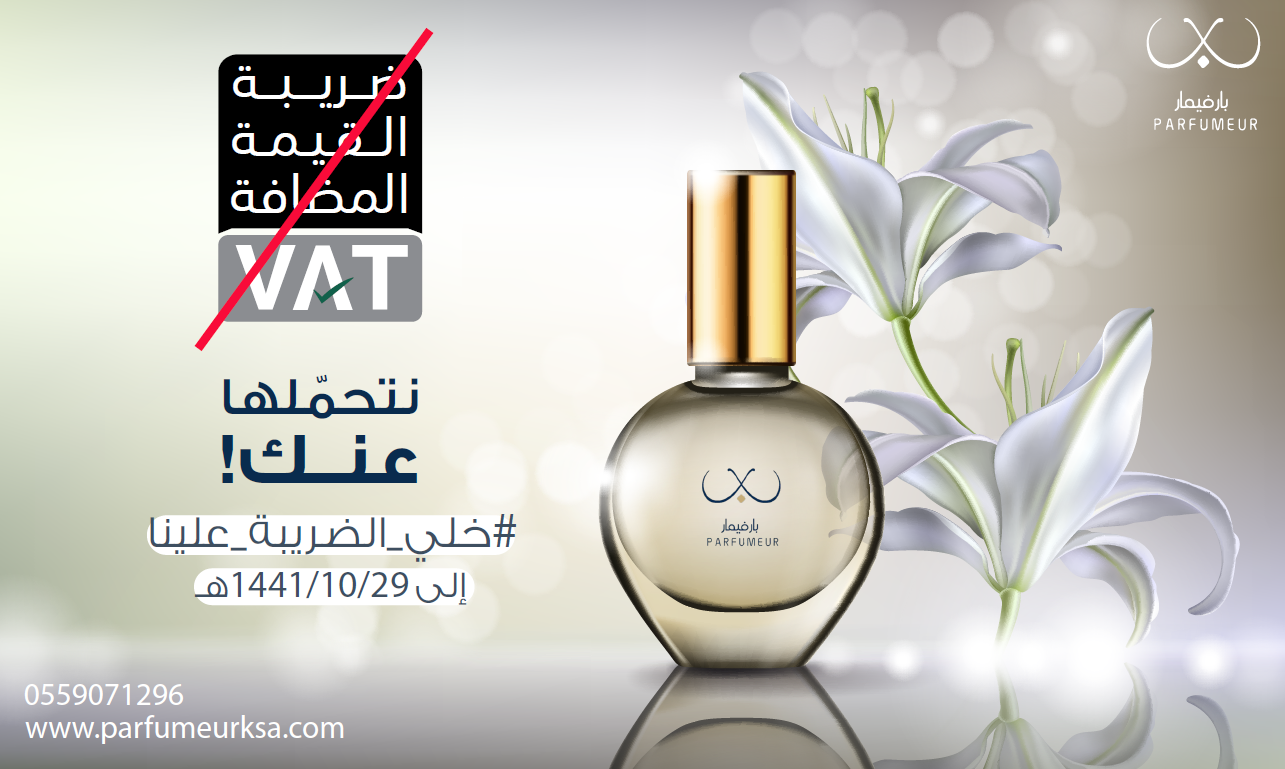 بارفيمار
PARFUMEUR
ضريبة
القيمة
المضافة
VAT
نتحمّلها
عنك!
#خلي_الضريبة_علينا
إلى 1441/10/29هـ
بارفيمار
PARFUMEUR
0559071296
www.parfumeurksa.com